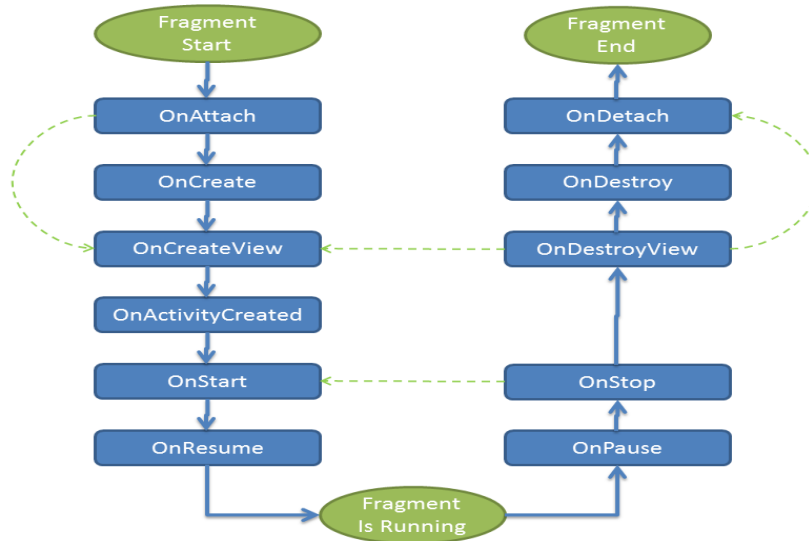 Fragment
Start
OnAttach
OnCreate
OnCreateView
OnActivityCreated
OnStart
OnResume
Fragment
Is Running
Fragment
End
OnDetach
OnDestroy
OnDestroyView
OnStop
OnPause